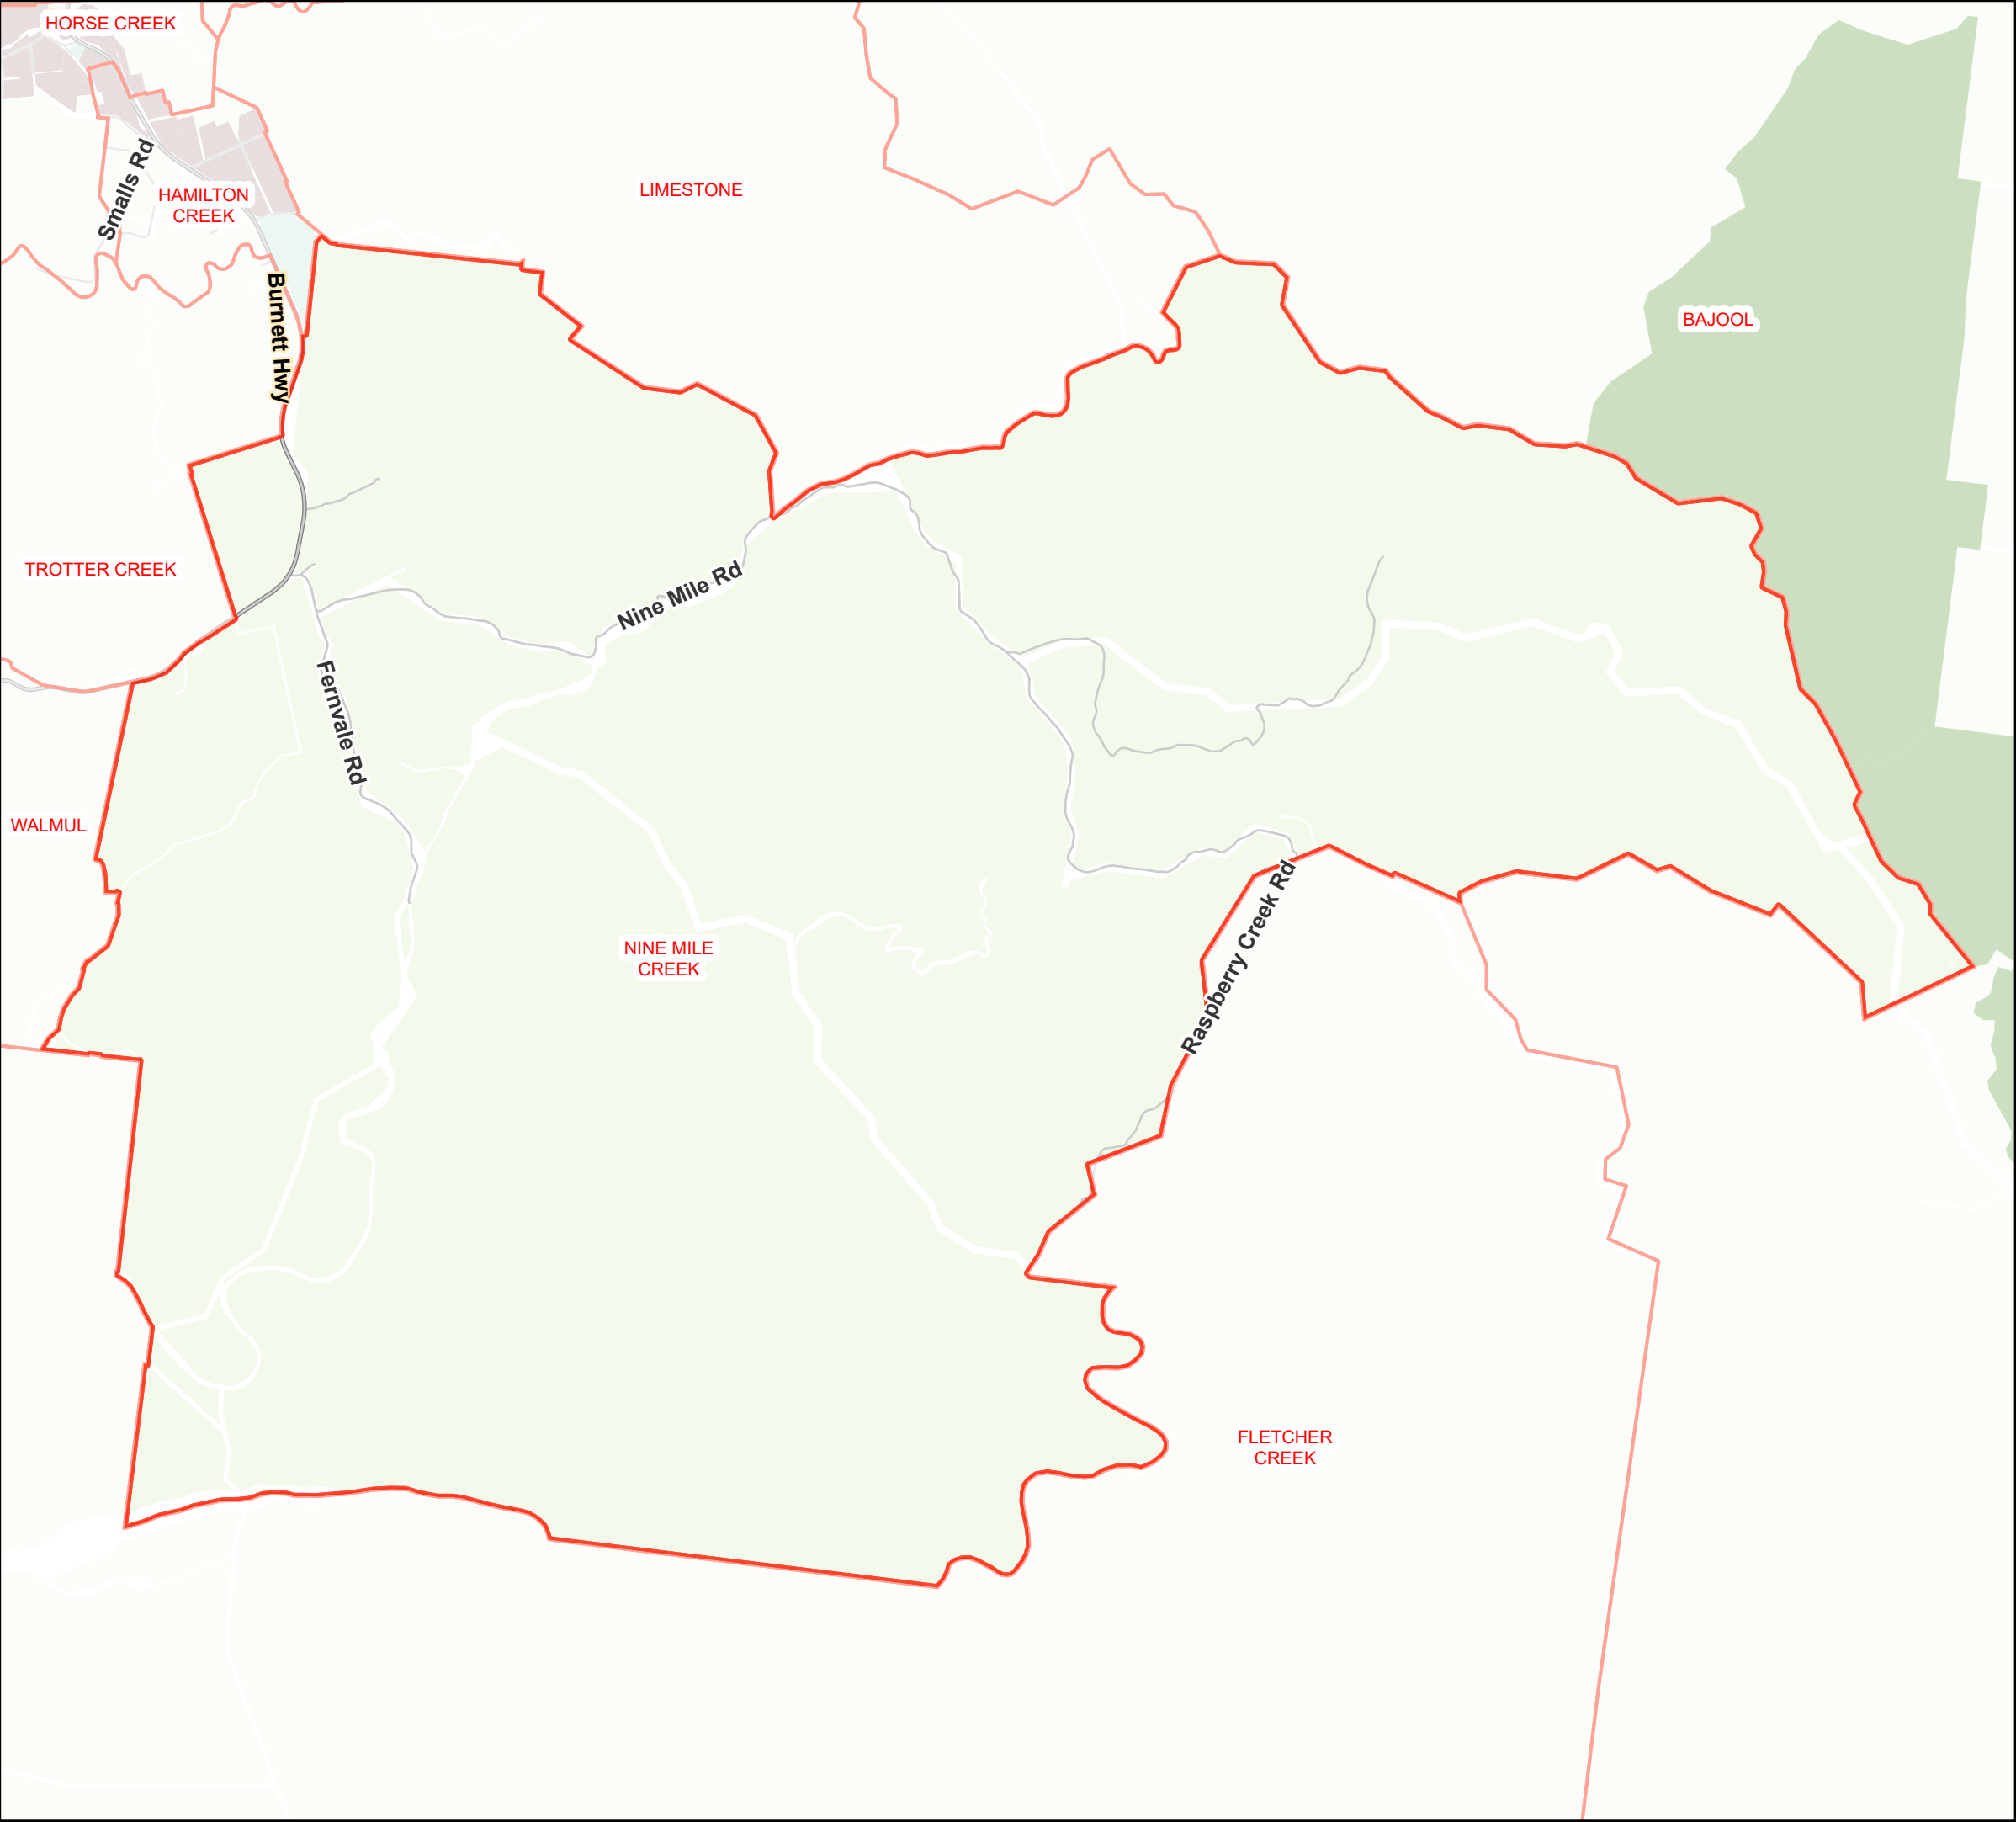 HORSE CREEK
Smalls Rd
HAMILTON
CREEK
LIMESTONE
Burnett Hwy
BAJOOL
TROTTER CREEK
Nine Mile Rd
Fernvale Rd
WALMUL
NINE MILE
CREEK
Raspberry Creek Rd
FLETCHER
CREEK